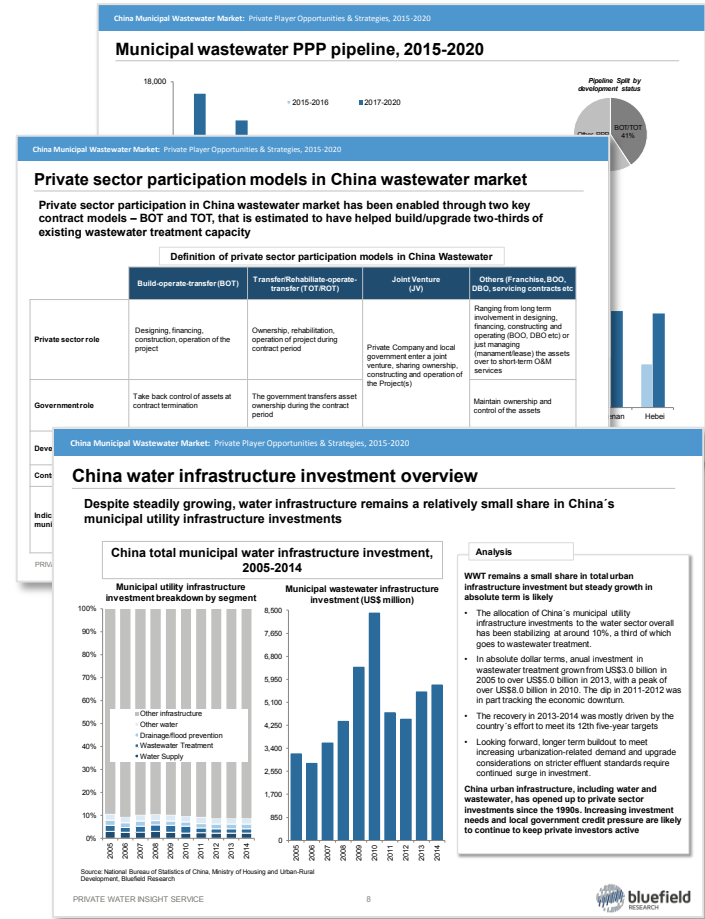 China Municipal Wastewater Market: Private Player Opportunities & Strategies, 2015-2020
Municipal wastewater PPP pipeline, 2015-2020
18,000
2015-2016
2017-2020
Pipeline Split by
development status
Other PPP
BOT/TOT
41%
Hebei
China Municipal Wastewater Market: Private Player Opportunities & Strategies, 2015-2020
Private sector participation models in China wastewater market
Private sector participation in China wastewater market has been enabled through two key
contract models – BOT and TOT, that is estimated to have helped build/upgrade two-thirds of
existing wastewater treatment capacity
Definition of private sector participation models in China Wastewater
Build-operate-transfer (BOT)
Transfer/Rehabiliate-operate-
transfer (TOT/ROT)
Joint Venture
(JV)
Others (Franchise, BOO,
DBO, servicing contracts etc
Private sector role
Designing, financing,
construction, operation of the
project
Ownership, rehabilitation,
operation of project during
contract period
Private Company and local
government enter a joint
venture, sharing ownership,
constructing and operation of
the Project(s)
Ranging from long term
involvement in designing,
financing, constructing and
operating (BOO, DBO etc) or
just managing
(manament/lease) the assets
over to short-term O&M
services
Government role
Take back control of assets at
contract termination
The government transfers asset
ownership during the contract
period
Maintain ownership and
control of the assets
China Municipal Wastewater Market: Private Player Opportunities & Strategies, 2015-2020
China water infrastructure investment overview
Despite steadily growing, water infrastructure remains a relatively small share in China´s
municipal utility infrastructure investments
China total municipal water infrastructure investment,
2005-2014
Municipal utility infrastructure
investment breakdown by segment
100%
90%
80%
70%
60%
50%
40%
30%
20%
10%
0%
Other infrastructure
Other water
Drainage/flood prevention
Wastewater Treatment
Water Supply
2005 2006 2007 2008 2009 2010 2011 2012 2013 2014
Municipal wastewater infrastructure
investment (US$ million)
8,500
7,650
6,800
5,950
5,100
4,250
3,400
2,550
1,700
850
0
2005 2006 2007 2008 2009 2010 2011 2012 2013 2014
Analysis
WWT remains a small share in total urban
infrastructure investment but steady growth in
absolute term is likely
• The allocation of China´s municipal utility
infrastructure investments to the water sector overall
has been stabilizing at around 10%, a third of which
goes to wastewater treatment.
• In absolute dollar terms, anual investment in
wastewater treatment grown from US$3.0 billion in
2005 to over US$5.0 billion in 2013, with a peak of
over US$8.0 billion in 2010. The dip in 2011-2012 was
in part tracking the economic downturn.
• The recovery in 2013-2014 was mostly driven by the
country´s effort to meet its 12th five-year targets
• Looking forward, longer term buildout to meet
increasing urbanization-related demand and upgrade
considerations on stricter effluent standards require
continued surge in investment.
China urban infrastructure, including water and
wastewater, has opened up to private sector
investments since the 1990s. Increasing investment
needs and local government credit pressure are likely
to continue to keep private investors active
Source: National Bureau of Statistics of China, Ministry of Housing and Urban-Rural
Development, Bluefield Research
PRIVATE WATER INSIGHT SERVICE
8
bluefield
RESEARCH